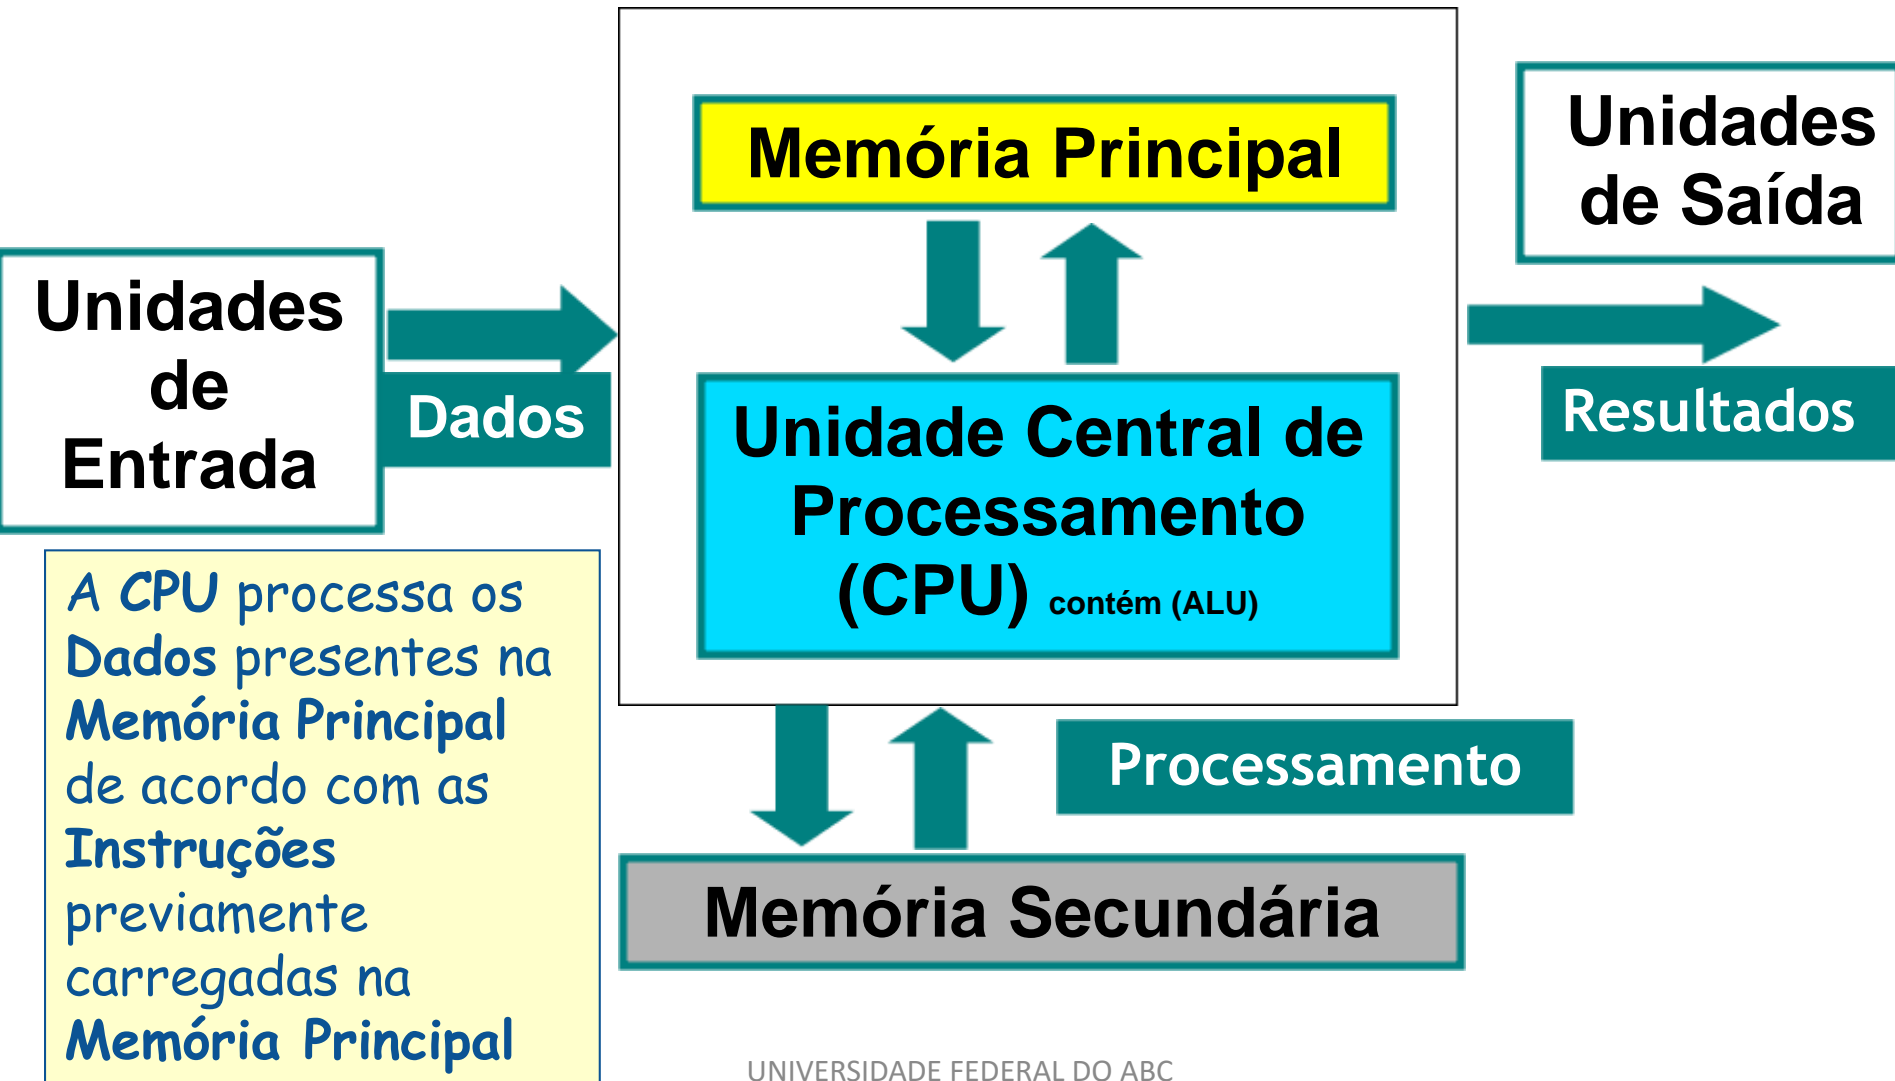 Memória Principal
Unidades
de Saída
Unidades
de
Entrada
Dados
Resultados
Unidade Central de
Processamento
(CPU) contém (ALU)
A CPU processa os
Dados presentes na
Memória Principal
de acordo com as
Instruções
previamente
carregadas na
Memória Principal
Processamento
Memória Secundária
UNIVERSIDADE FEDERAL DO ABC